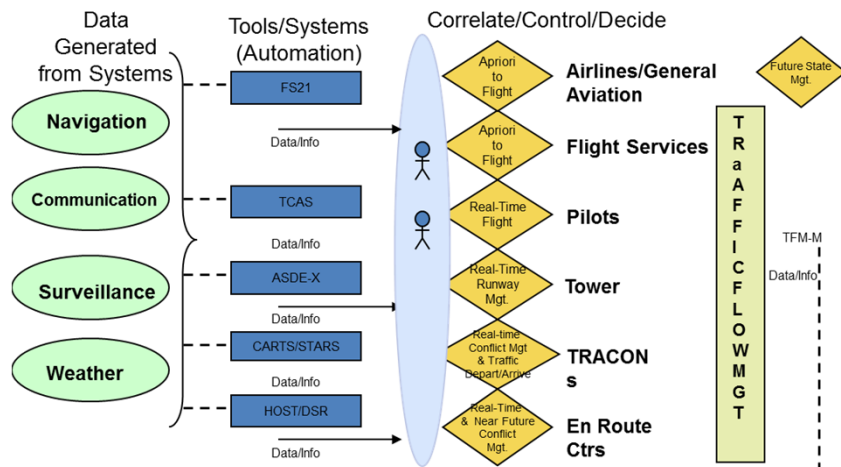 Data
Generated
from Systems
Tools/Systems
(Automation)
Correlate/Control/Decide
Navigation
Communication
Surveillance
Weather
FS21
Data/Info
TCAS
Data/Info
ASDE-X
Data/Info
CARTS/STARS
Data/Info
HOST/DSR
Data/Info
Apriori
to
Flight
Airlines/General
Aviation
Apriori
to
Flight
Flight Services
Real-Time
Flight
Pilots
Real-Time
Runway
Mgt.
Tower
Real-time
Conflict Mgt
& Traffic
Depart/Arrive
TRACON
s
Real-Time
& Near Future
Conflict
Mgt.
En Route
Ctrs
Future State
Mgt.
T
R
a
A
F
F
I
C
F
L
O
W
M
G
T
TFM-M
Data/Info